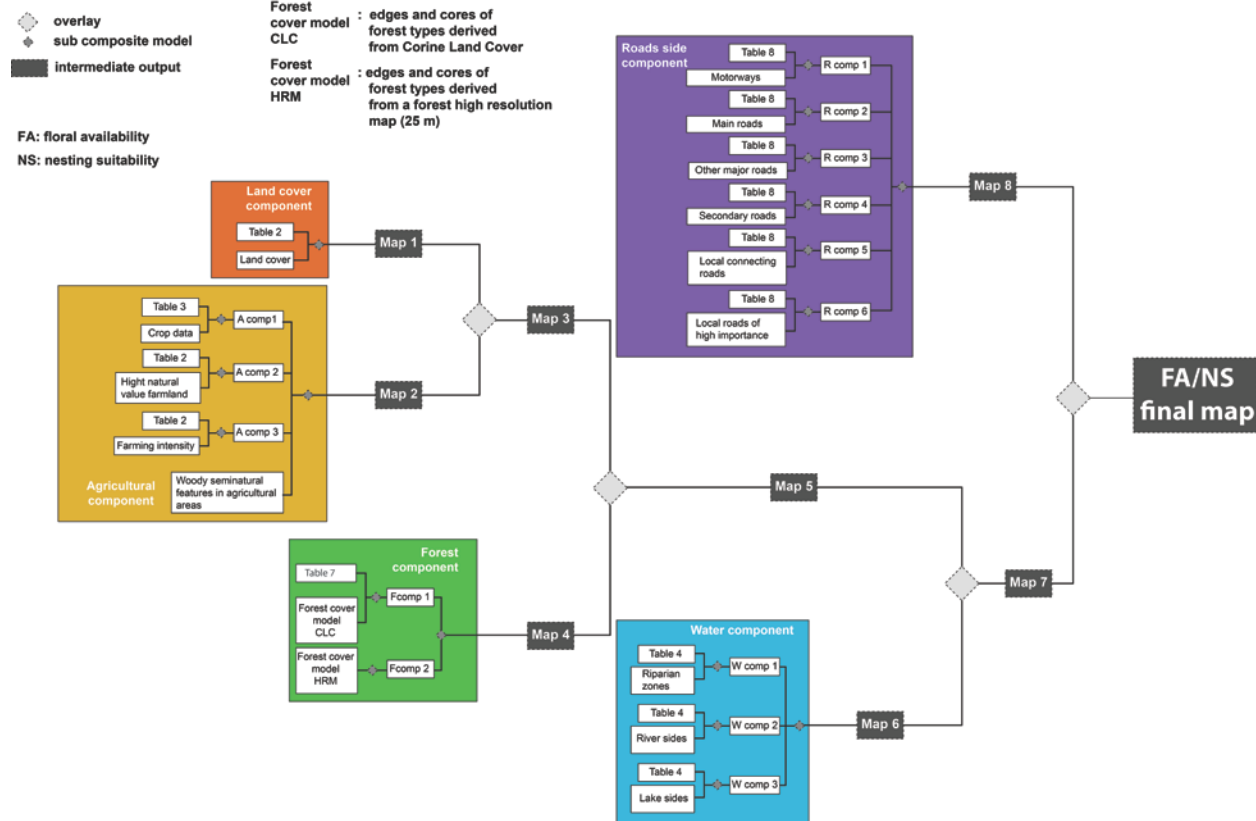 overlay
sub composite model
intermediate output
FA: floral availability
NS: nesting suitability
Forest
cover model
CLC
: edges and cores of
forest types derived
from Corine Land Cover
Forest
cover model
HRM
: edges and cores of
forest types derived
from a forest high resolution
map (25 m)
Land cover
component
Table 2
Land cover
Map 1
Table 3
Crop data
A comp1
Table 2
Hight natural
value farmland
A comp 2
Table 2
Farming intensity
A comp 3
Woody seminatural
features in agricultural
areas
Agricultural
component
Map 2
Map 3
Forest
component
Table 7
Forest cover
model
CLC
Fcomp 1
Forest cover
model
HRM
Fcomp 2
Map 4
Map 5
Water component
Table 4
Riparian
zones
W comp 1
Table 4
River sides
W comp 2
Table 4
Lake sides
W comp 3
Map 6
Map 7
Roads side
component
Table 8
Motorways
R comp 1
Table 8
Main roads
R comp 2
Table 8
Other major roads
R comp 3
Table 8
Secondary roads
R comp 4
Table 8
Local connecting
roads
R comp 5
Table 8
Local roads of
high importance
R comp 6
Map 8
FA/NS
final map